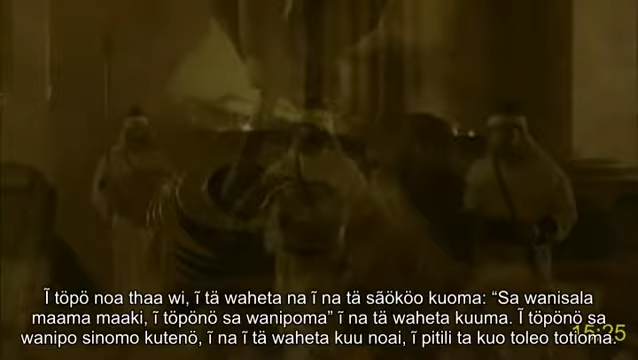 Ĩ töpö noa thaa wi, ĩ tä waheta na ĩ na tä sãököo kuoma: “Sa wanisala
maama maaki, ĩ töpönö sa wanipoma” ĩ na tä waheta kuuma. Ĩ töpönö sa
wanipo sinomo kutenö, ĩ na ĩ tä waheta kuu noai, ĩ pitili ta kuo toleo totioma.
15:25